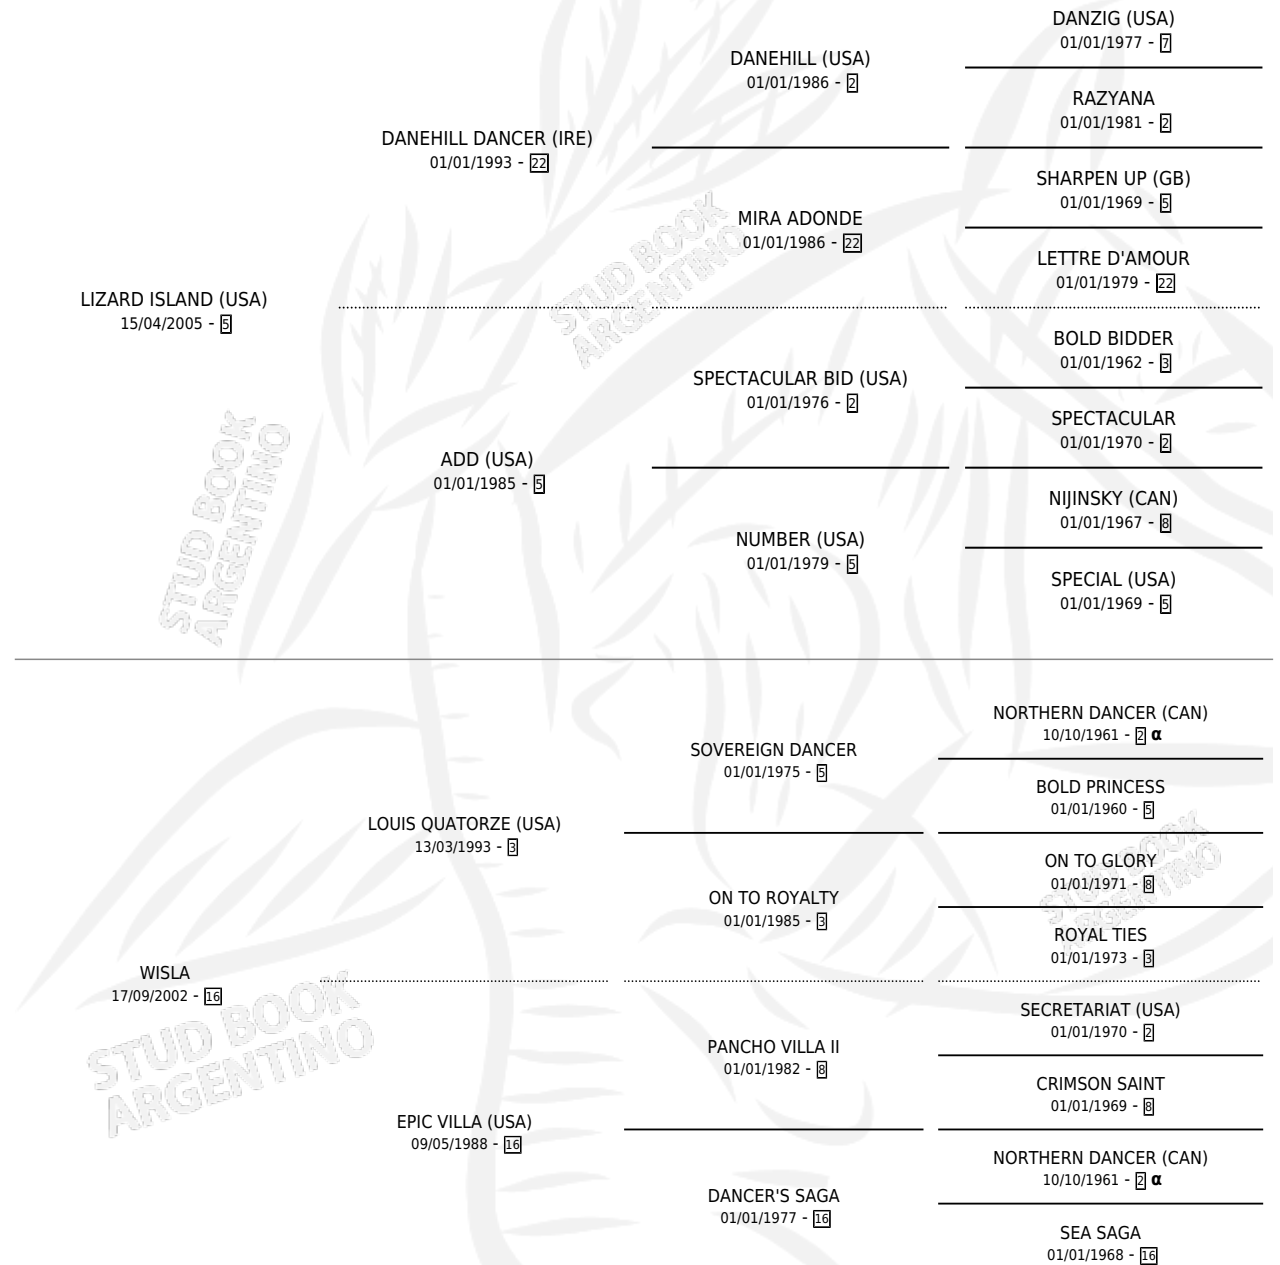 DANZIG (USA)
01/01/1977 - 7
DANEHILL (USA)
01/01/1986 - 2
RAZYANA
01/01/1981 - 2
DANEHILL DANCER (IRE)
01/01/1993 - 22
SHARPEN UP (GB)
01/01/1969 - 5
MIRA ADONDE
01/01/1986 - 22
LETTRE D'AMOUR
01/01/1979 - 22
LIZARD ISLAND (USA)
15/04/2005 - 5
BOLD BIDDER
01/01/1962 - 3
SPECTACULAR BID (USA)
01/01/1976 - 2
SPECTACULAR
01/01/1970 - 2
ADD (USA)
01/01/1985 - 5
NIJINSKY (CAN)
01/01/1967 - 8
NUMBER (USA)
01/01/1979 - 5
SPECIAL (USA)
01/01/1969 - 5
NORTHERN DANCER (CAN)
10/10/1961 - 2 α
SOVEREIGN DANCER
01/01/1975 - 5
BOLD PRINCESS
01/01/1960 - 5
LOUIS QUATORZE (USA)
13/03/1993 - 3
ON TO GLORY
01/01/1971 - 8
ON TO ROYALTY
01/01/1985 - 3
ROYAL TIES
01/01/1973 - 3
WISLA
17/09/2002 - 16
SECRETARIAT (USA)
01/01/1970 - 2
PANCHO VILLA II
01/01/1982 - 8
CRIMSON SAINT
01/01/1969 - 8
EPIC VILLA (USA)
09/05/1988 - 16
NORTHERN DANCER (CAN)
10/10/1961 - 2 α
DANCER'S SAGA
01/01/1977 - 16
SEA SAGA
01/01/1968 - 16
STUD BOOK
ARGENTINO
STUD BOOK
ARGENTINO
STUD BOOK
ARGENTINO
STUD BOOK
ARGENTINO